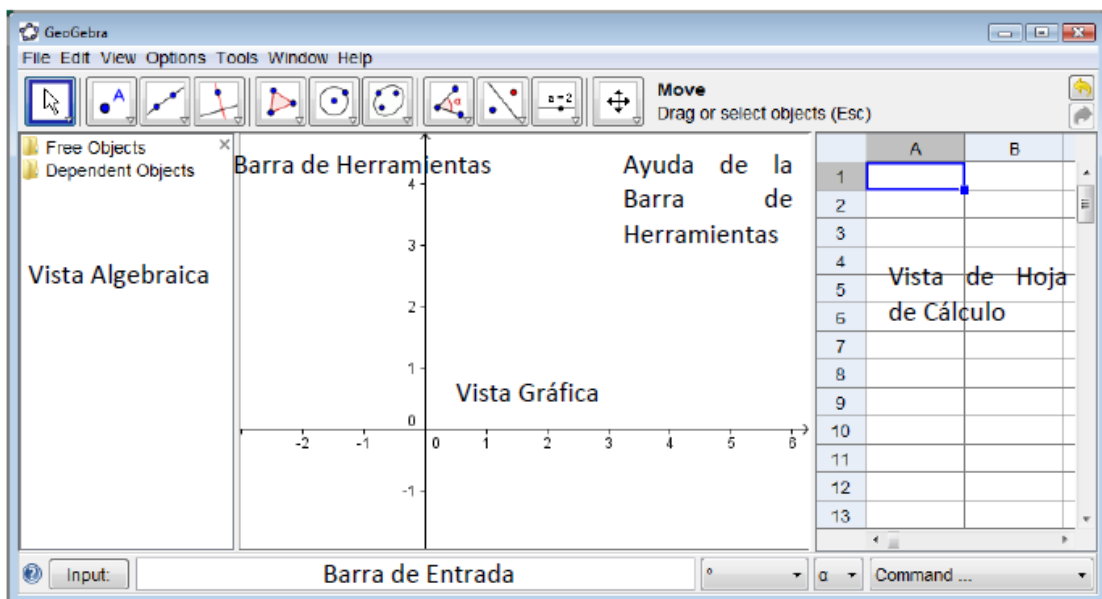 GeoGebra
File Edit View Options Tools Window Help
A
α
a=2
Move
Drag or select objects (Esc)
Free Objects
Dependent Objects
Barra de Herramientas
Ayuda de la
Barra de
Herramientas
Vista Algebraica
Vista Gráfica
4
3
2
1
0
-1
-2 -1 0 1 2 3 4 5 6
A B
1
2
3
4
5
6
7
8
9
10
11
12
13
Vista de Hoja
de Cálculo
Input:
Barra de Entrada
°
α
Command ...